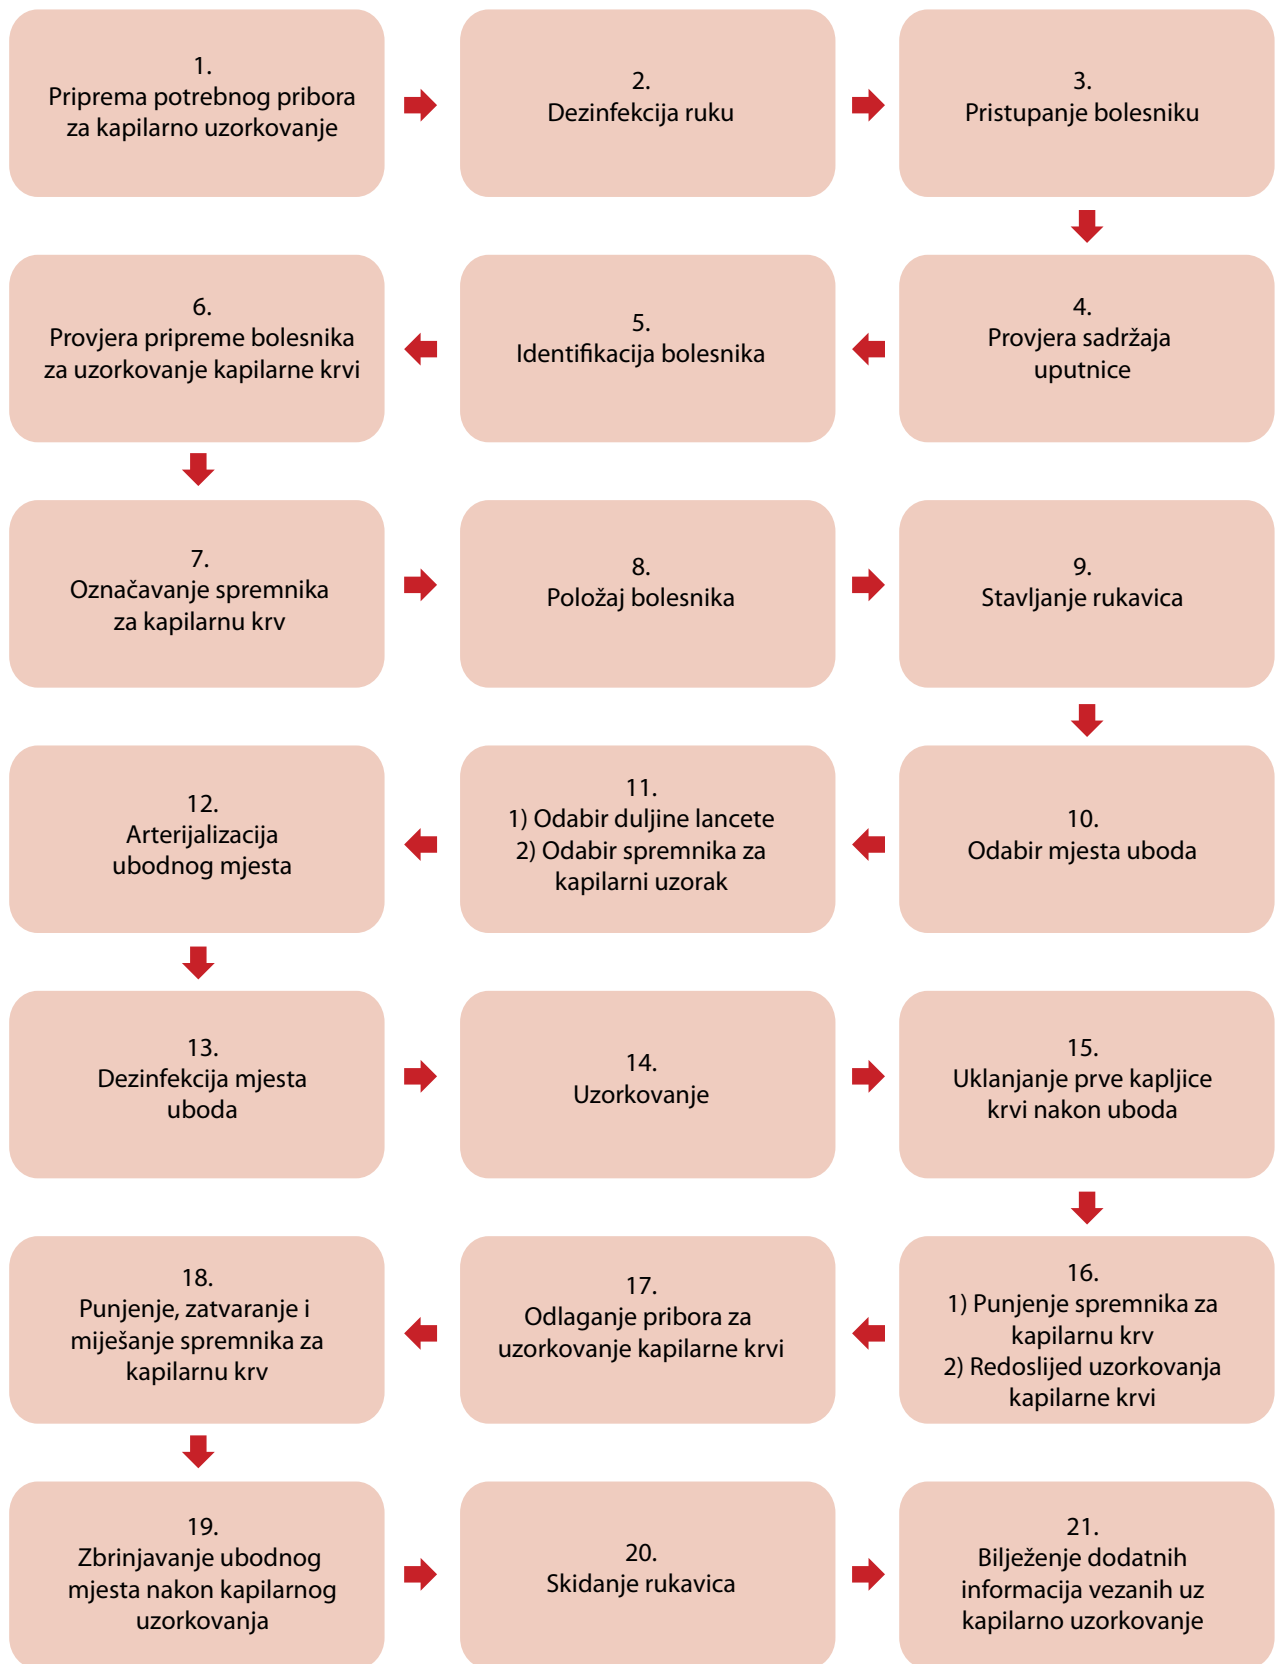 1.
Priprema potrebnog pribora
za kapilarno uzorkovanje
2.
Dezinfekcija ruku
3.
Pristupanje bolesniku
4.
Provjera sadržaja
uputnice
5.
Identifikacija bolesnika
6.
Provjera pripreme bolesnika
za uzorkovanje kapilarne krvi
7.
Označavanje spremnika
za kapilarnu krv
8.
Položaj bolesnika
9.
Stavljanje rukavica
10.
Odabir mjesta uboda
11.
1) Odabir duljine lancete
2) Odabir spremnika za
kapilarni uzorak
12.
Arterijalizacija
ubodnog mjesta
13.
Dezinfekcija mjesta
uboda
14.
Uzorkovanje
15.
Uklanjanje prve kapljice
krvi nakon uboda
16.
1) Punjenje spremnika za
kapilarnu krv
2) Redoslijed uzorkovanja
kapilarne krvi
17.
Odlaganje pribora za
uzorkovanje kapilarne krvi
18.
Punjenje, zatvaranje i
miješanje spremnika za
kapilarnu krv
19.
Zbrinjavanje ubodnog
mjesta nakon kapilarnog
uzorkovanja
20.
Skidanje rukavica
21.
Bilježenje dodatnih
informacija vezanih uz
kapilarno uzorkovanje